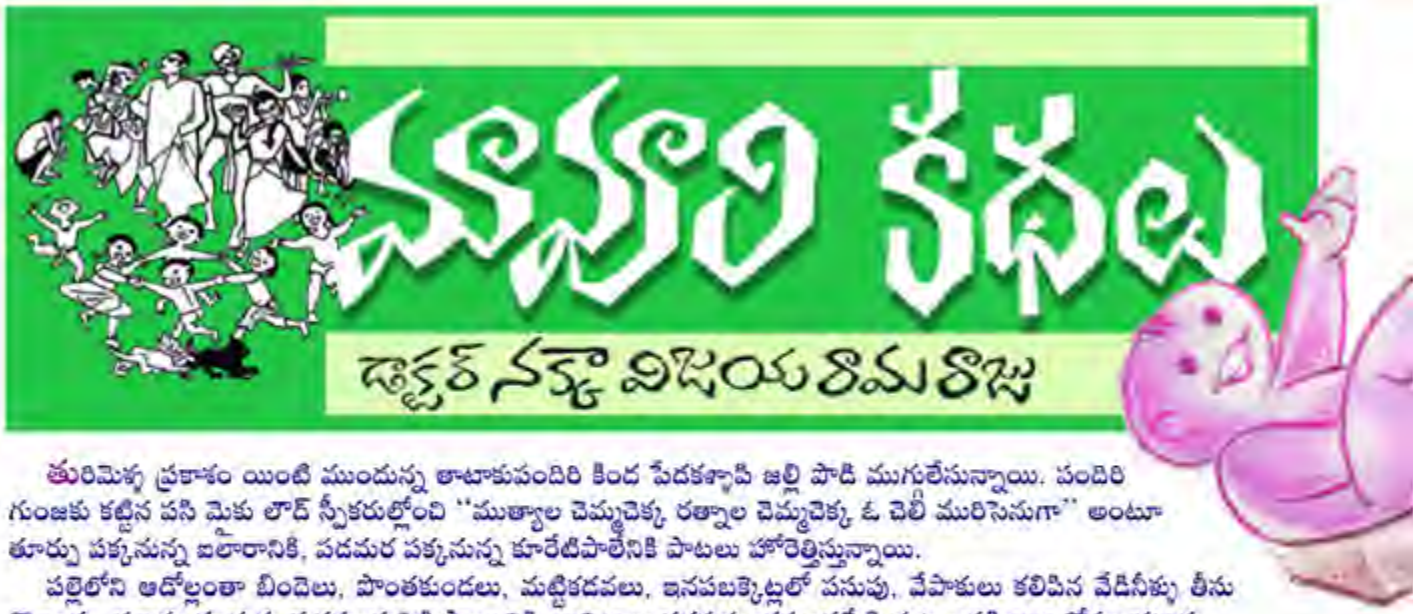 మావూరి కథలు
డాక్టర్ నక్కా విజయ రామ రాజు
తురిమెళ్ళ ప్రకాశం యింటి ముందున్న తాటాకుపందిరి కింద పేడకళ్ళాపి జల్లి పొడి ముగ్గులేసున్నాయి. పందిరి
గుంజకు కట్టిన పసి మైకు లౌడ్ స్పీకరుల్లోంచి ‘‘ముత్యాల చెమ్మచెక్క రత్నాల చెమ్మచెక్క ఓ చెలీ మురిసెనుగా’’ అంటూ
తూర్పు పక్కనున్న ఐలారానికి, పడమర పక్కనున్న కూరేటిపాలేనికి పాటలు హోరెత్తిస్తున్నాయి.
పల్లెలోని ఆడోల్లంతా బిందెలు, పొంతకుండలు, మట్టికడవలు, ఇనపబక్కెట్లలో పసుపు, వేపాకులు కలిపిన వేడినీళ్ళు తీసు